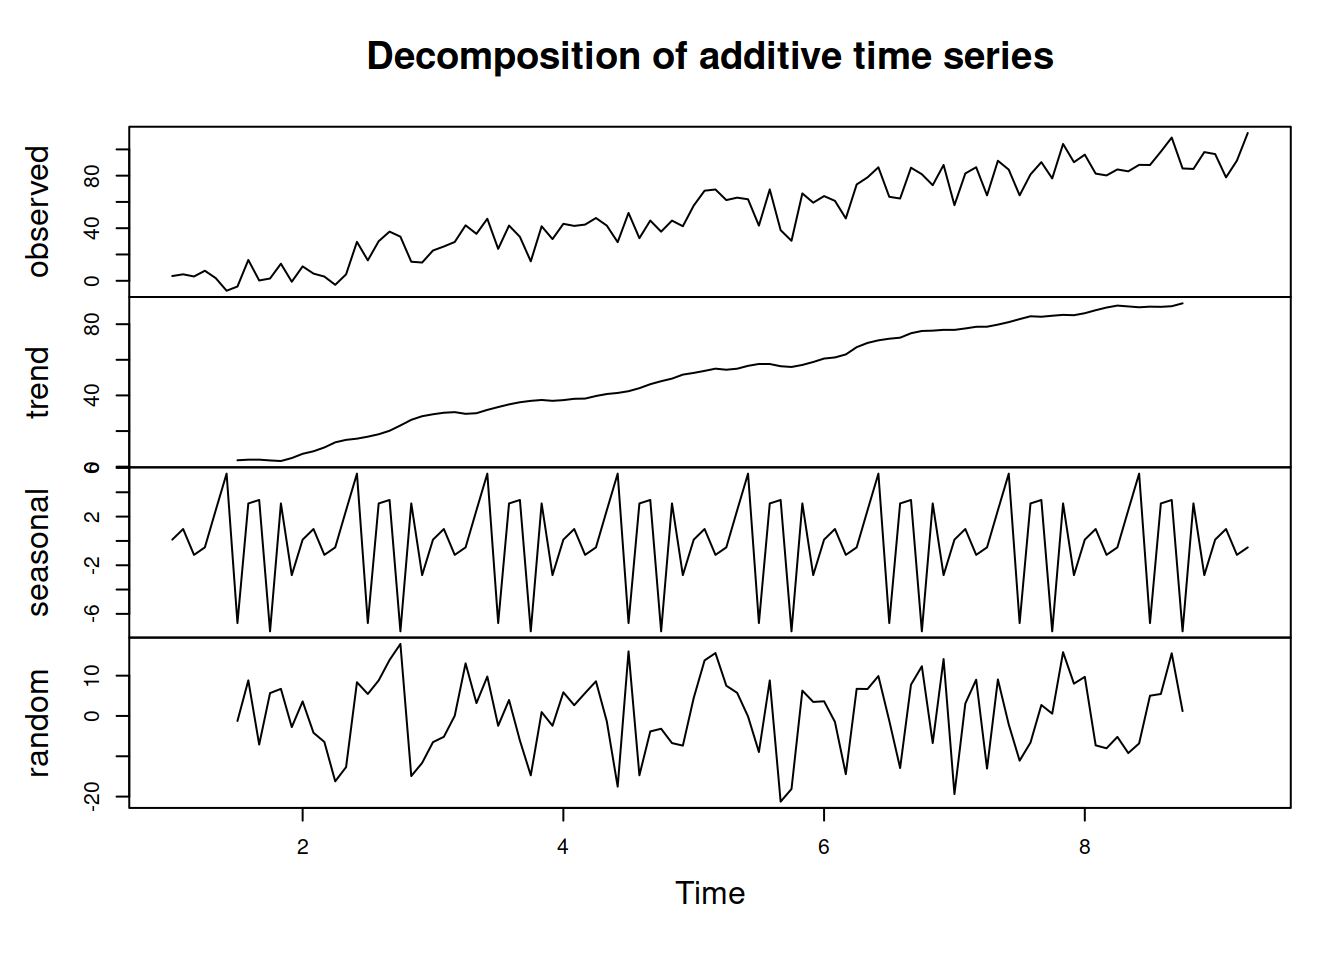 Decomposition of additive time series
observed
0 40 80
trend
0 40 80
seasonal
-6 -2 2 6
random
-20 0 10
2 4 6 8
Time